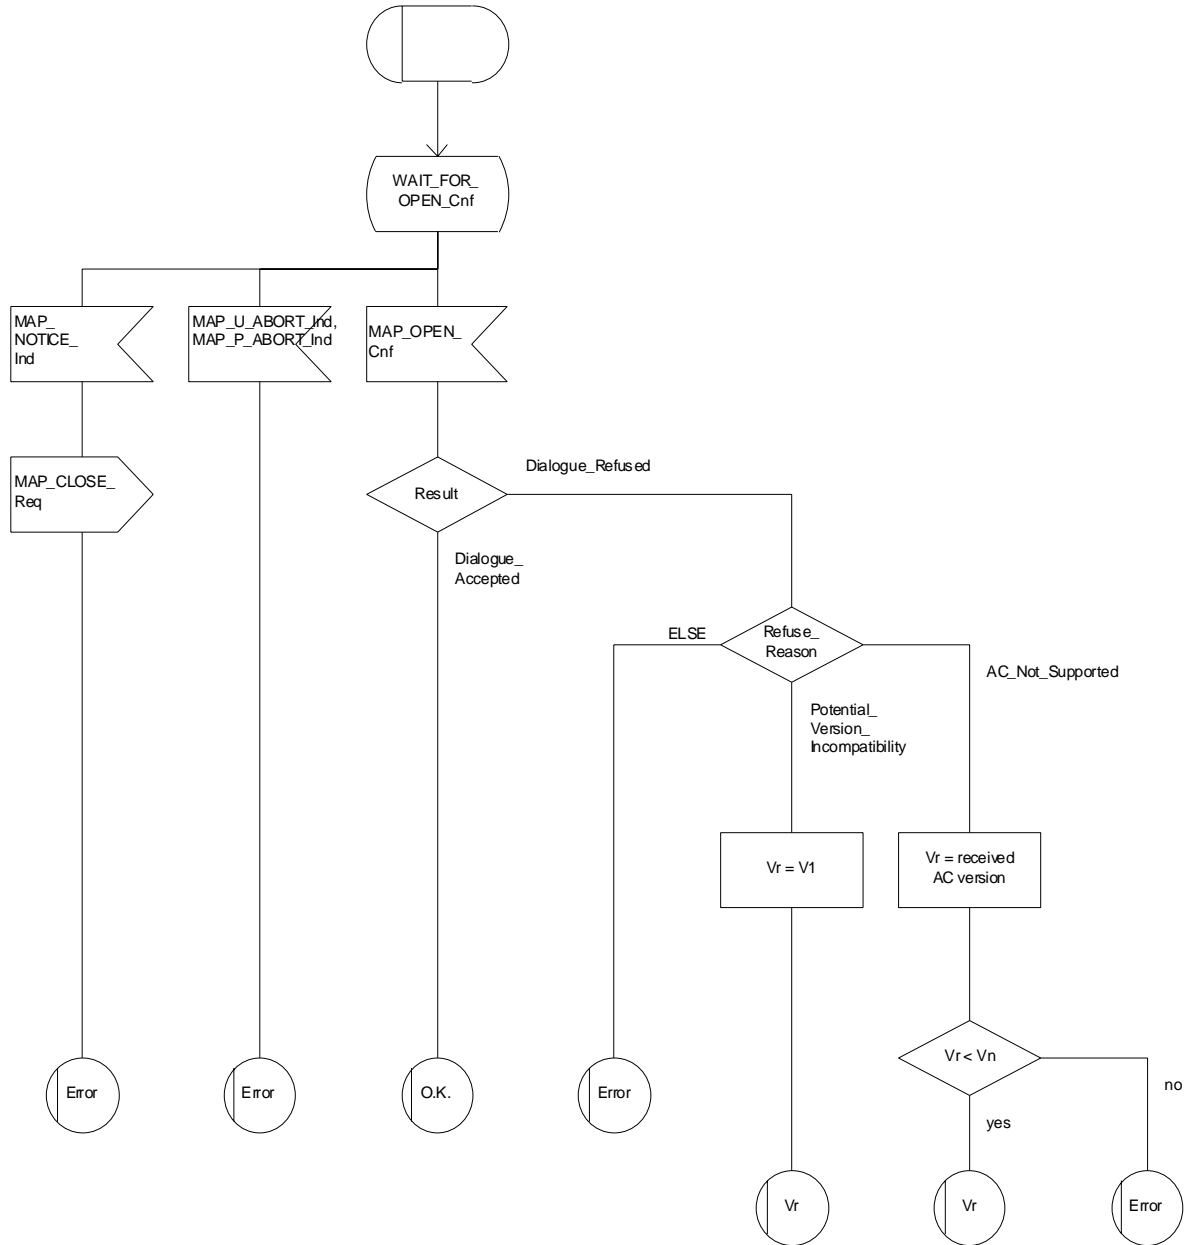 WAIT_FOR_
OPEN_Cnf
MAP_
NOTICE_
Ind
MAP_U_ABORT_Ind,
MAP_P_ABORT_Ind
MAP_OPEN_
Cnf
MAP_CLOSE_
Req
Result
Dialogue_Refused
Dialogue_
Accepted
ELSE
Refuse_
Reason
AC_Not_Supported
Potential_
Version_
Incompatibility
Vr = V1
Vr = received
AC version
Vr < Vn
no
yes
Error
Error
O.K.
Error
Vr
Vr
Error